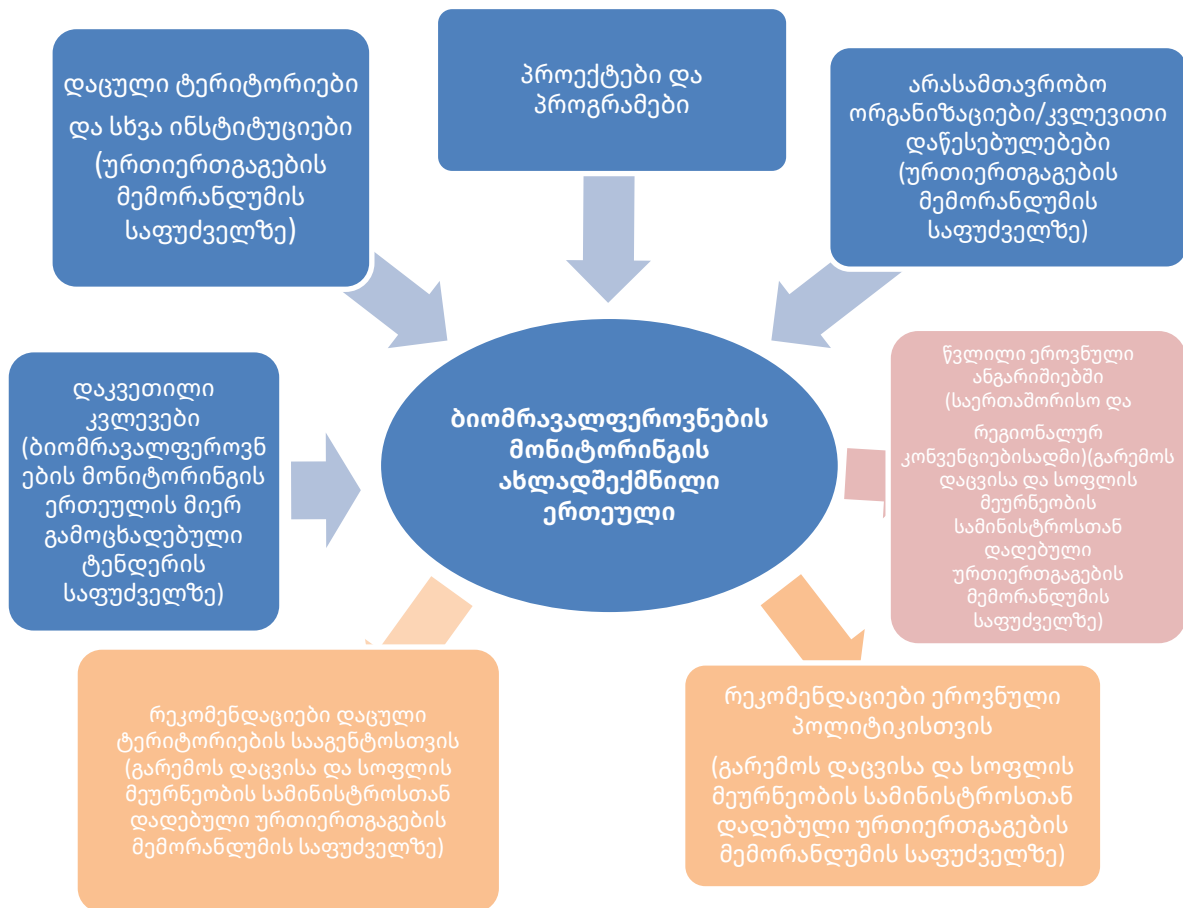 დაცული ტერიტორიები
და სხვა ინსტიტუციები
(ურთიერთგაგების
მემორანდუმის
საფუძველზე)
პროექტები და
პროგრამები
არასამთავრობო
ორგანიზაციები/კვლევითი
დაწესებულებები
(ურთიერთგაგების
მემორანდუმის
საფუძველზე)
დაკვეთილი
კვლევები
(ბიომრავალფეროვნ
ების მონიტორინგის
ერთეულის მიერ
გამოცხადებული
ტენდერის
საფუძველზე)
ბიომრავალფეროვნების
მონიტორინგის
ახლადშექმნილი
ერთეული
წვლილი ეროვნული
ანგარიშიებში
(საერთაშორისო და
რეგიონალურ
კონვენციებისადმი)(გარემოს
დაცვისა და სოფლის
მეურნეობის
სამინისტროსთან
დადებული
ურთიერთგაგების
მემორანდუმის
საფუძველზე)
რეკომენდაციები დაცული
ტერიტორიების სააგენტოსთვის
(გარემოს დაცვისა და სოფლის
მეურნეობის სამინისტროსთან
დადებული ურთიერთგაგების
მემორანდუმის საფუძველზე)
რეკომენდაციები ეროვნული
პოლიტიკისთვის
(გარემოს დაცვისა და სოფლის
მეურნეობის სამინისტროსთან
დადებული ურთიერთგაგების
მემორანდუმის საფუძველზე)